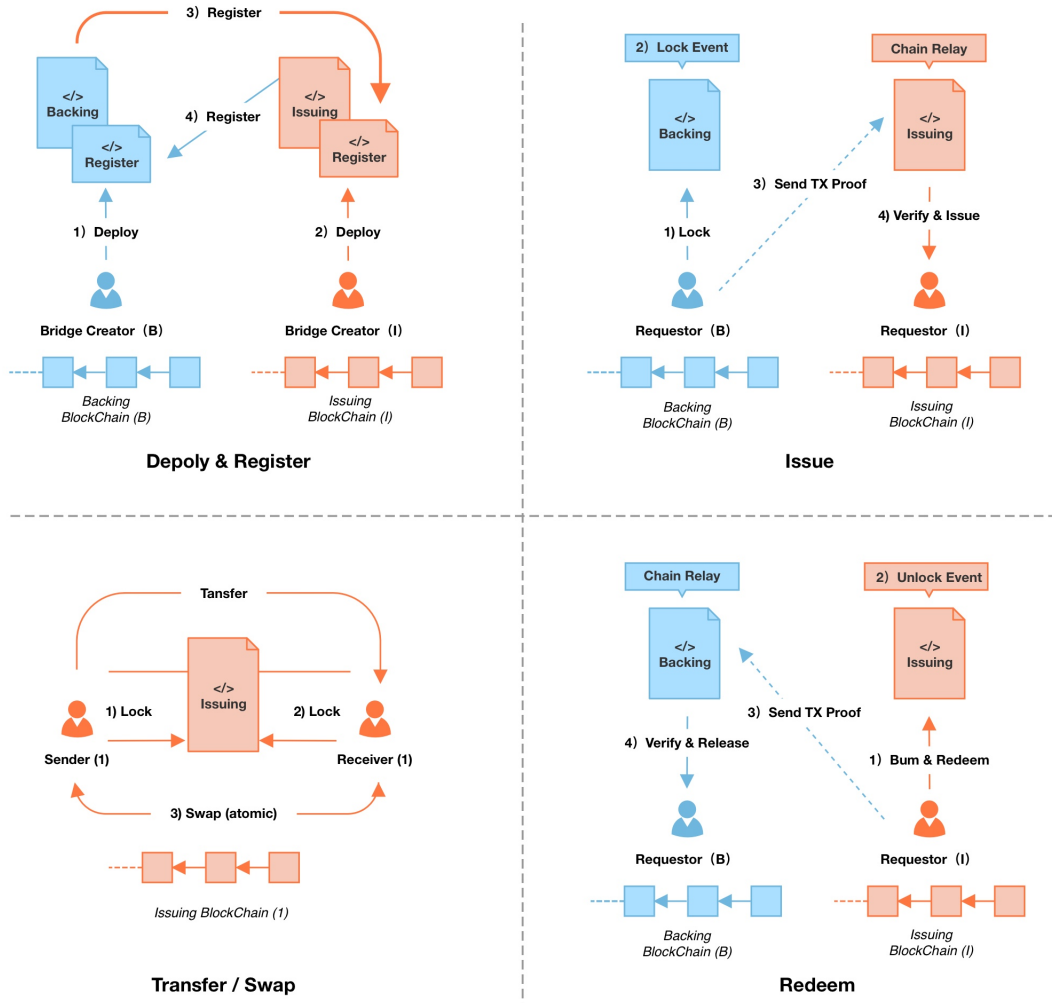 3）Register
</>
Backing
</>
Register
4）Register
</>
Issuing
</>
Register
1）Deploy
2）Deploy
Bridge Creator（B）
Bridge Creator（I）
Backing
BlockChain (B)
Issuing
BlockChain (I)
Depoly & Register
2）Lock Event
Chain Relay
</>
Backing
</>
Issuing
3）Send TX Proof
1) Lock
4) Verify & Issue
Requestor（B）
Requestor（I）
Backing
BlockChain (B)
Issuing
BlockChain (I)
Issue
Tansfer
</>
Issuing
1) Lock
2) Lock
Sender (1)
Receiver (1)
3) Swap (atomic)
Issuing BlockChain (1)
Transfer / Swap
Chain Relay
2）Unlock Event
</>
Backing
</>
Issuing
3）Send TX Proof
4）Verify & Release
1）Bum & Redeem
Requestor（B）
Requestor（I）
Backing
BlockChain (B)
Issuing
BlockChain (I)
Redeem